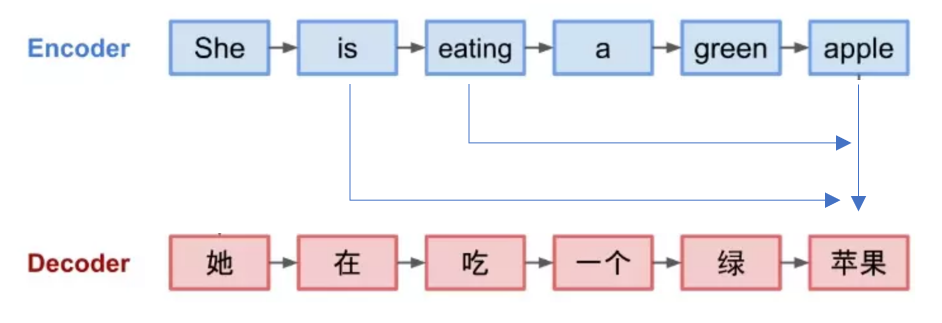 Encoder She is eating a green apple
Decoder 她 在 吃 一个 绿 苹果